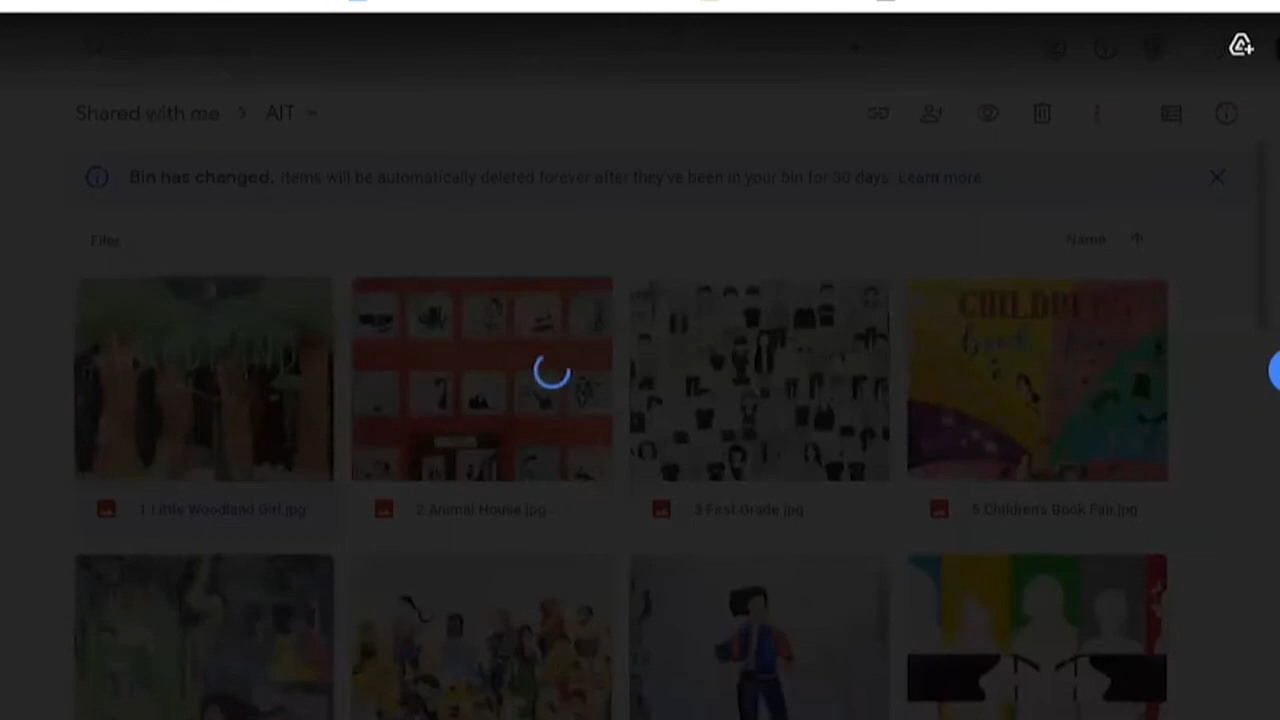 Shared with me > AIT
Bin has changed. Items will be automatically deleted forever after they've been in your bin for 30 days. Learn more
Files
Name
CHILDREN
book
1 Little Woodland Girl.jpg
2 Animal House.jpg
3 First Grade.jpg
5 Children's Book Fair.jpg